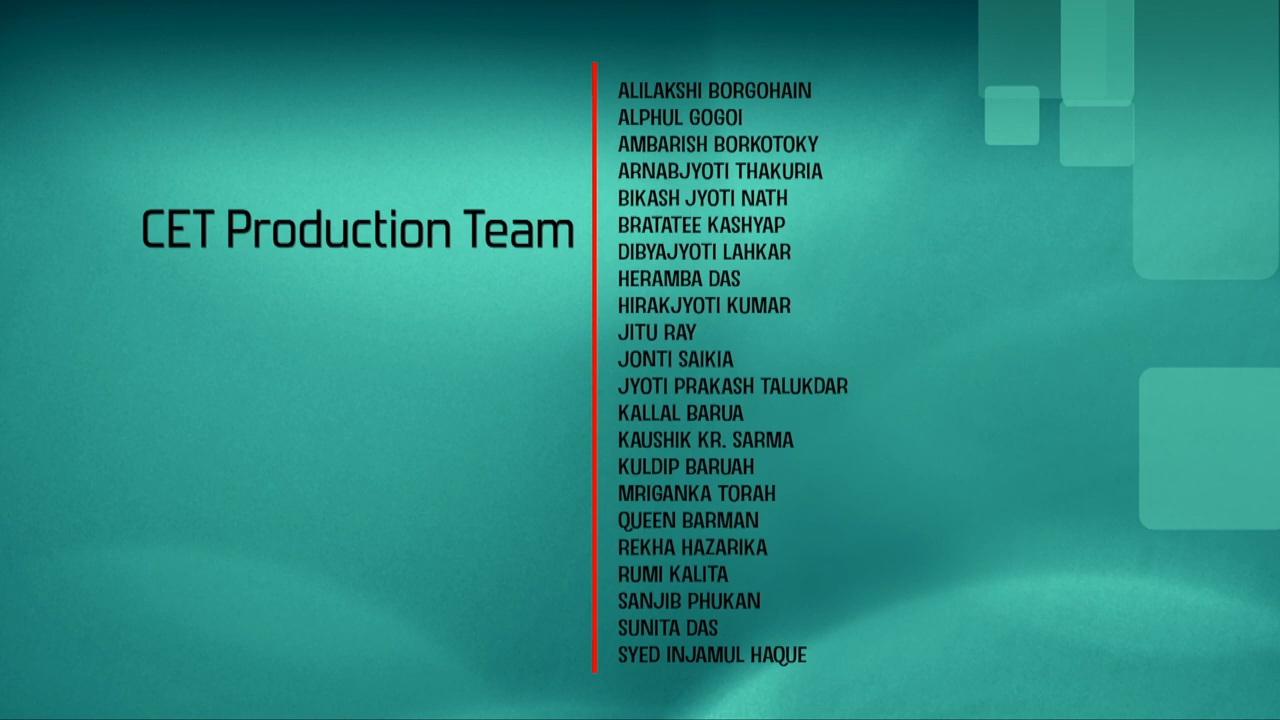 CET Production Team
ALILAKSHI BORGOHAIN
ALPHUL GOGOI
AMBARISH BORKOTOKY
ARNABJYOTI THAKURIA
BIKASH JYOTI NATH
BRATATEE KASHYAP
DIBYAJYOTI LAHKAR
HERAMBA DAS
HIRAKJYOTI KUMAR
JITU RAY
JONTI SAIKIA
JYOTI PRAKASH TALUKDAR
KALLAL BARUA
KAUSHIK KR. SARMA
KULDIP BARUAH
MRIGANKA TORAH
QUEEN BARMAN
REKHA HAZARIKA
RUMI KALITA
SANJIB PHUKAN
SUNITA DAS
SYED INJAMUL HAQUE